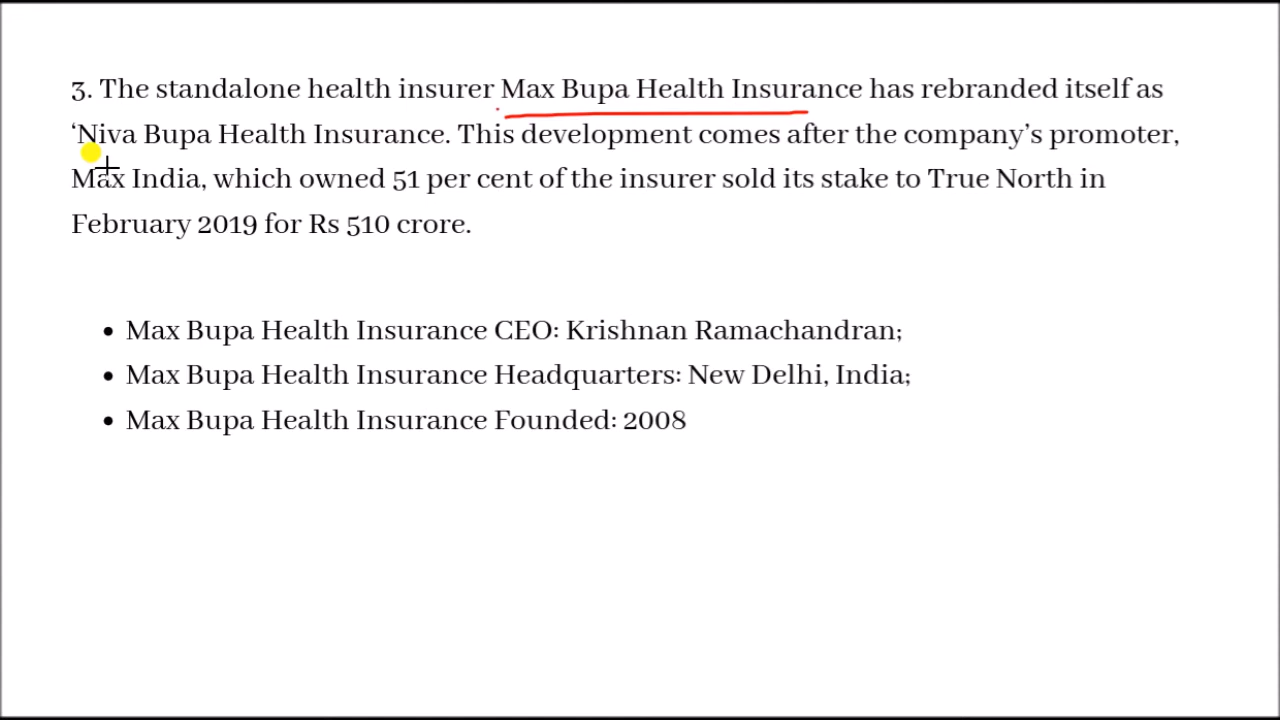 3. The standalone health insurer Max Bupa Health Insurance has rebranded itself as
‘Niva Bupa Health Insurance. This development comes after the company’s promoter,
Max India, which owned 51 per cent of the insurer sold its stake to True North in
February 2019 for Rs 510 crore.
• Max Bupa Health Insurance CEO: Krishnan Ramachandran;
• Max Bupa Health Insurance Headquarters: New Delhi, India;
• Max Bupa Health Insurance Founded: 2008